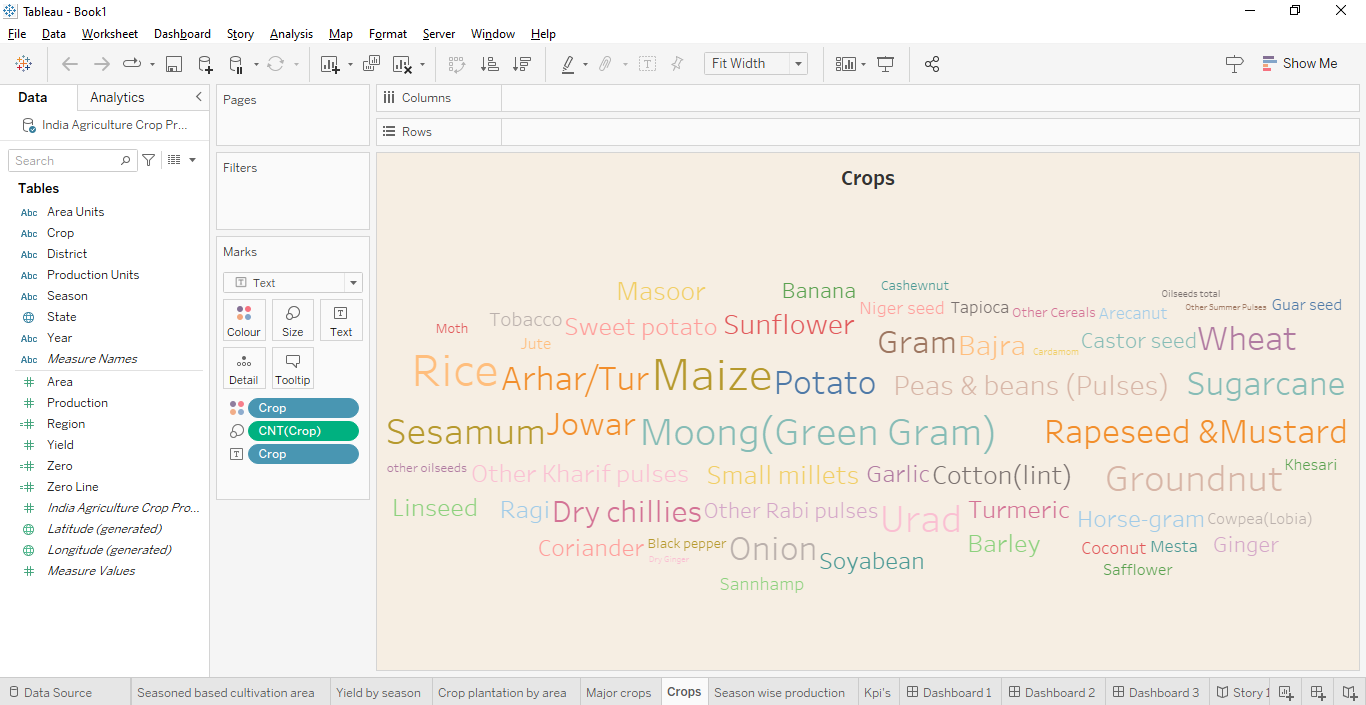 Tableau - Book1
File Data Worksheet Dashboard Story Analysis Map Format Server Window Help
Fit Width
Show Me
Data Analytics
India Agriculture Crop Pr...
Search
Tables
Abc Area Units
Abc Crop
Abc District
Abc Production Units
Abc Season
State
Abc Year
Abc Measure Names
Area
Production
Region
Yield
Zero
Zero Line
India Agriculture Crop Pro...
Latitude (generated)
Longitude (generated)
Measure Values
Pages
Filters
Marks
Text
Colour Size Text
Detail Tooltip
Crop
CNT(Crop)
Crop
Columns
Rows
Crops
Masoor Banana Cashewnut Oilseeds total
Niger seed Tapioca Other Cereals Arecanut Other Summer Pulses Guar seed
Moth Tobacco Sweet potato Sunflower
Jute Gram Bajra Cardamom Castor seed Wheat
Rice Arhar/Tur Maize Potato Peas & beans (Pulses) Sugarcane
Sesamum Jowar Moong(Green Gram) Rapeseed &Mustard
other oilseeds Other Kharif pulses Small millets Garlic Cotton(lint) Groundnut Khesari
Linseed Ragi Dry chillies Other Rabi pulses Urad Turmeric Horse-gram Cowpea(Lobia)
Coriander Black pepper Onion Barley Coconut Mesta Ginger
Dry Ginger Soyabean Safflower
Sannhamp
Data Source Seasoned based cultivation area Yield by season Crop plantation by area Major crops Crops Season wise production Kpi's Dashboard 1 Dashboard 2 Dashboard 3 Story 1